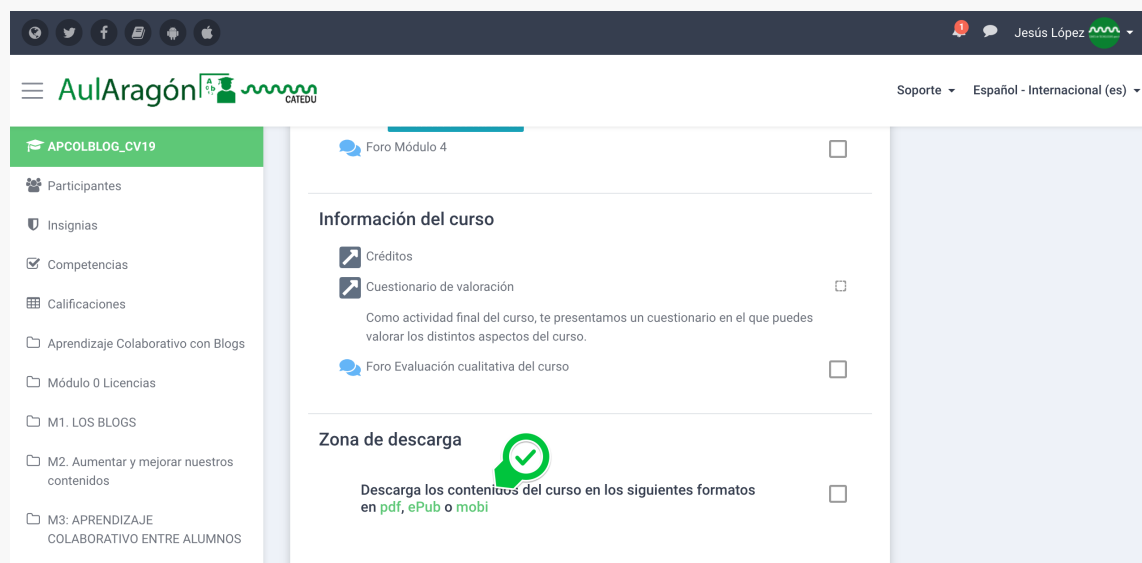 1
Jesús López
AulAragón
CATEDU
Soporte
Español - Internacional (es)
APCOLBLOG_CV19
Participantes
Insignias
Competencias
Calificaciones
Aprendizaje Colaborativo con Blogs
Módulo 0 Licencias
M1. LOS BLOGS
M2. Aumentar y mejorar nuestros
contenidos
M3: APRENDIZAJE
COLABORATIVO ENTRE ALUMNOS
Foro Módulo 4
Información del curso
Créditos
Cuestionario de valoración
Como actividad final del curso, te presentamos un cuestionario en el que puedes
valorar los distintos aspectos del curso.
Foro Evaluación cualitativa del curso
Zona de descarga
Descarga los contenidos del curso en los siguientes formatos
en pdf, ePub o mobi